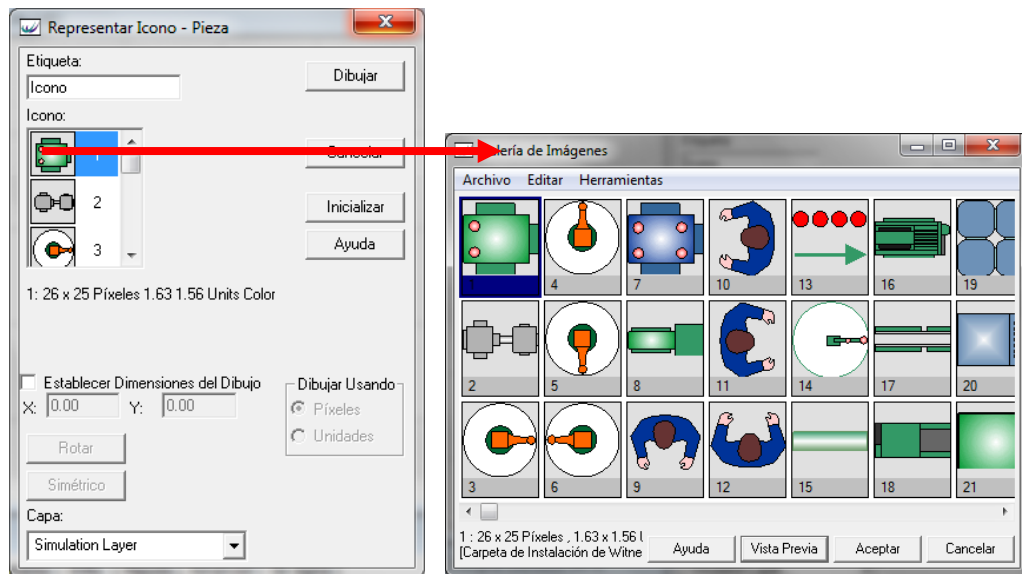 Representar Icono - Pieza
Etiqueta:
Icono
Dibujar
Icono:
1
2
3
Cancelar
Inicializar
Ayuda
1: 26 x 25 Píxeles 1.63 1.56 Units Color
Establecer Dimensiones del Dibujo
X: 0.00 Y: 0.00
Dibujar Usando
Píxeles
Unidades
Rotar
Simétrico
Capa:
Simulation Layer
lería de Imágenes
Archivo Editar Herramientas
1 4 7 10 13 16 19
2 5 8 11 14 17 20
3 6 9 12 15 18 21
1 : 26 x 25 Píxeles , 1.63 x 1.56 l
[Carpeta de Instalación de Witne
Ayuda Vista Previa Aceptar Cancelar